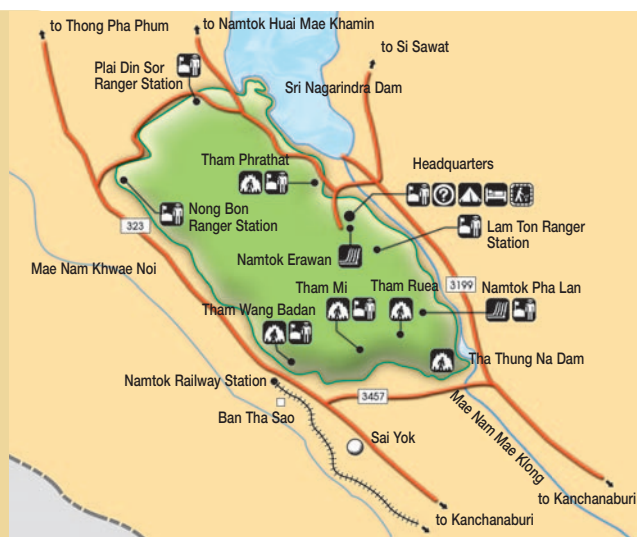 to Thong Pha Phum
to Namtok Huai Mae Khamin
to Si Sawat
Plai Din Sor
Ranger Station
Sri Nagarindra Dam
Tham Phrathat
Headquarters
?
Nong Bon
Ranger Station
Lam Ton Ranger
Station
323
Namtok Erawan
Mae Nam Khwae Noi
3199
Tham Mi
Tham Ruea
Namtok Pha Lan
Tham Wang Badan
Tha Thung Na Dam
Namtok Railway Station
3457
Ban Tha Sao
Mae Nam Mae Klong
Sai Yok
to Kanchanaburi
to Kanchanaburi